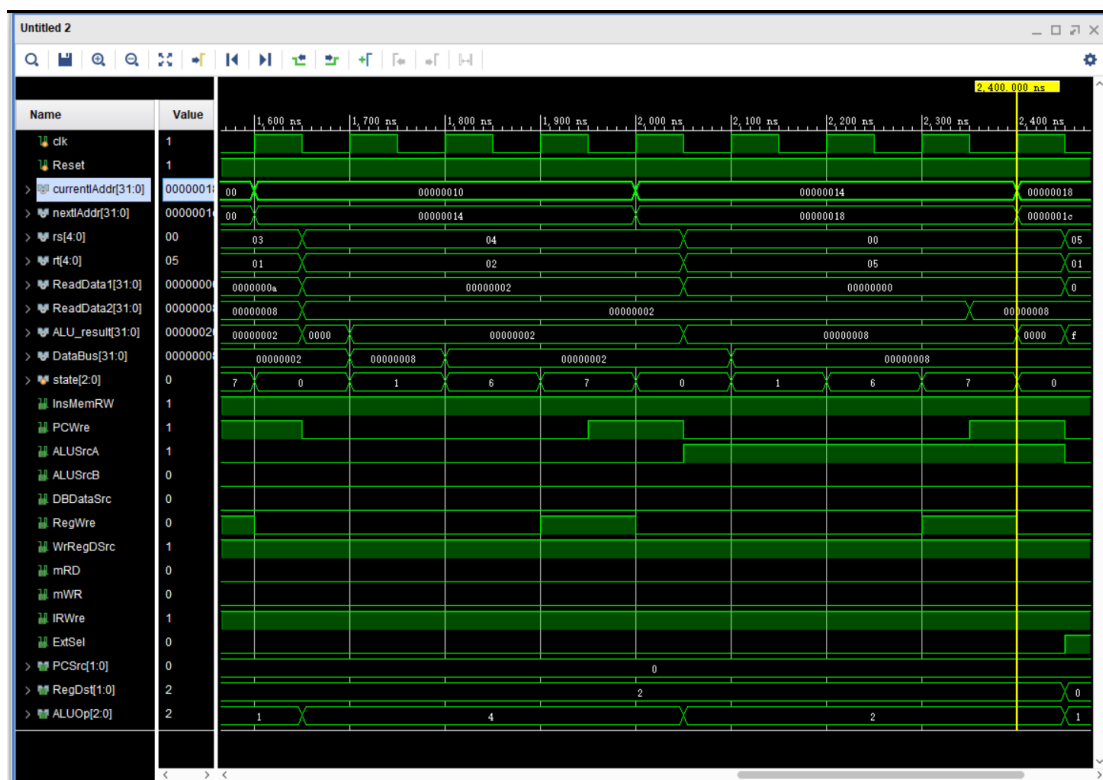 Untitled 2
2,400.000 ns
Name Value
1,600 ns 1,700 ns 1,800 ns 1,900 ns 2,000 ns 2,100 ns 2,200 ns 2,300 ns 2,400 ns
clk 1
Reset 1
currentIAddr[31:0] 00000018 00 00000010 00000014 00000018
nextIAddr[31:0] 0000001c 00 00000014 00000018 0000001c
rs[4:0] 00 03 04 00 05
rt[4:0] 05 01 02 05 01
ReadData1[31:0] 0000000 0000000a 00000002 00000000 0
ReadData2[31:0] 00000008 00000008 00000002 00000008
ALU_result[31:0] 0000002 00000002 0000 00000002 00000008 0000 f
DataBus[31:0] 00000008 00000002 00000008 00000002 00000008
state[2:0] 0 7 0 1 6 7 0 1 6 7 0
InsMemRW 1
PCWre 1
ALUSrcA 1
ALUSrcB 0
DBDataSrc 0
RegWre 0
WrRegDSrc 1
mRD 0
mWR 0
IRWre 1
ExtSel 0
PCSrc[1:0] 0 0
RegDst[1:0] 2 2 0
ALUOp[2:0] 2 1 4 2 1